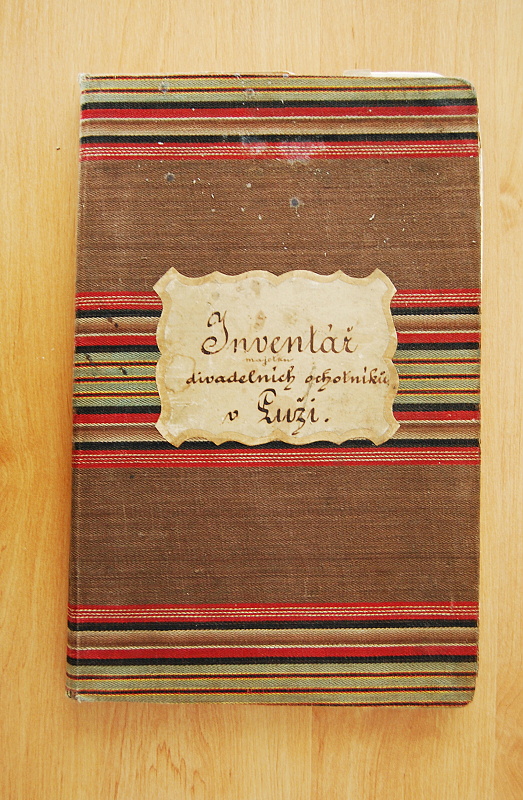 Inventář
majetku
divadelních ochotníků
v Luži.